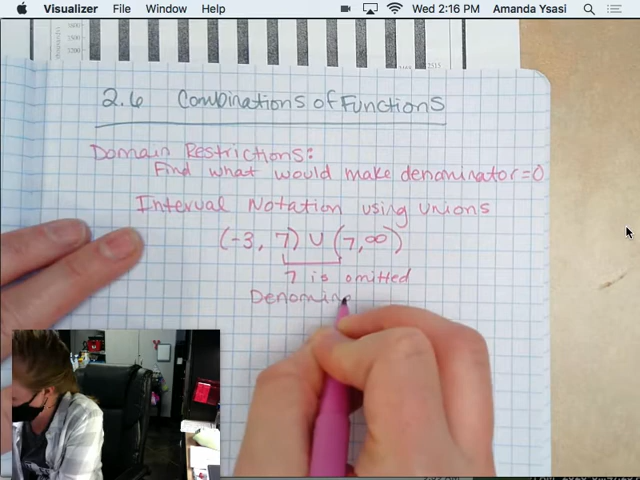 Visualizer File Window Help Wed 2:16 PM Amanda Ysasi
2.6 Combinations of Functions
Domain Restrictions:
Find what would make denominator=0
Interval Notation using unions
(-3, 7) ∪ (7, ∞)
7 is omitted
Denomin